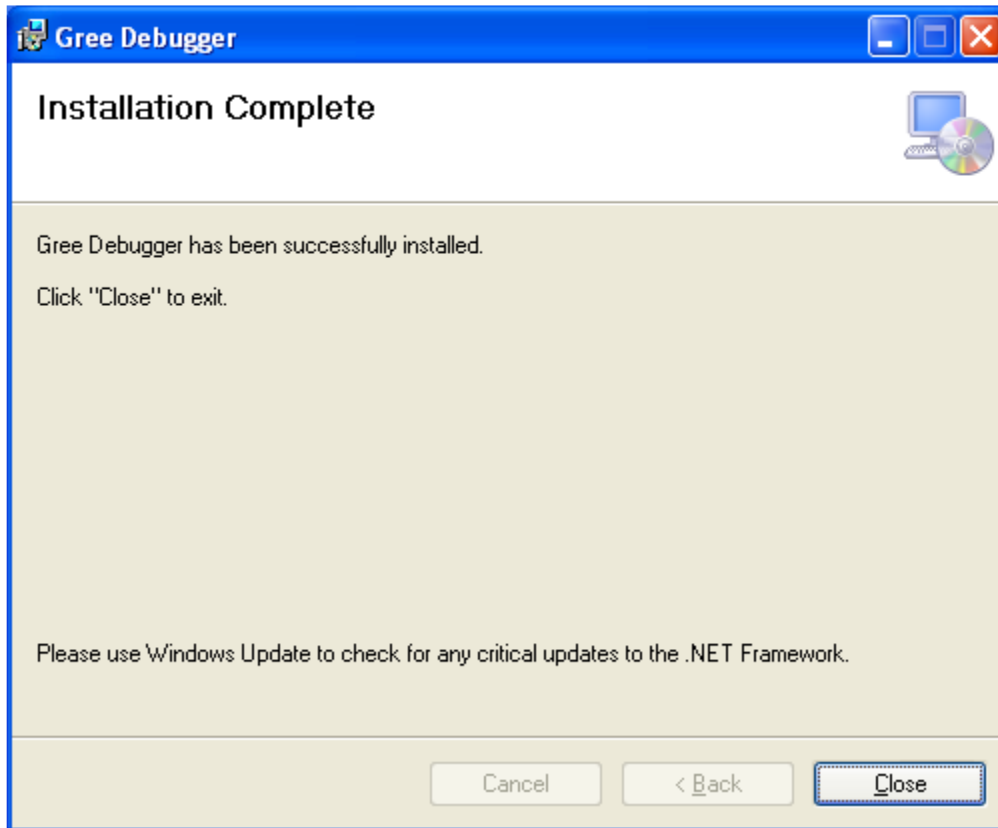 Gree Debugger
Installation Complete
Gree Debugger has been successfully installed.
Click "Close" to exit.
Please use Windows Update to check for any critical updates to the .NET Framework.
Cancel
< Back
Close